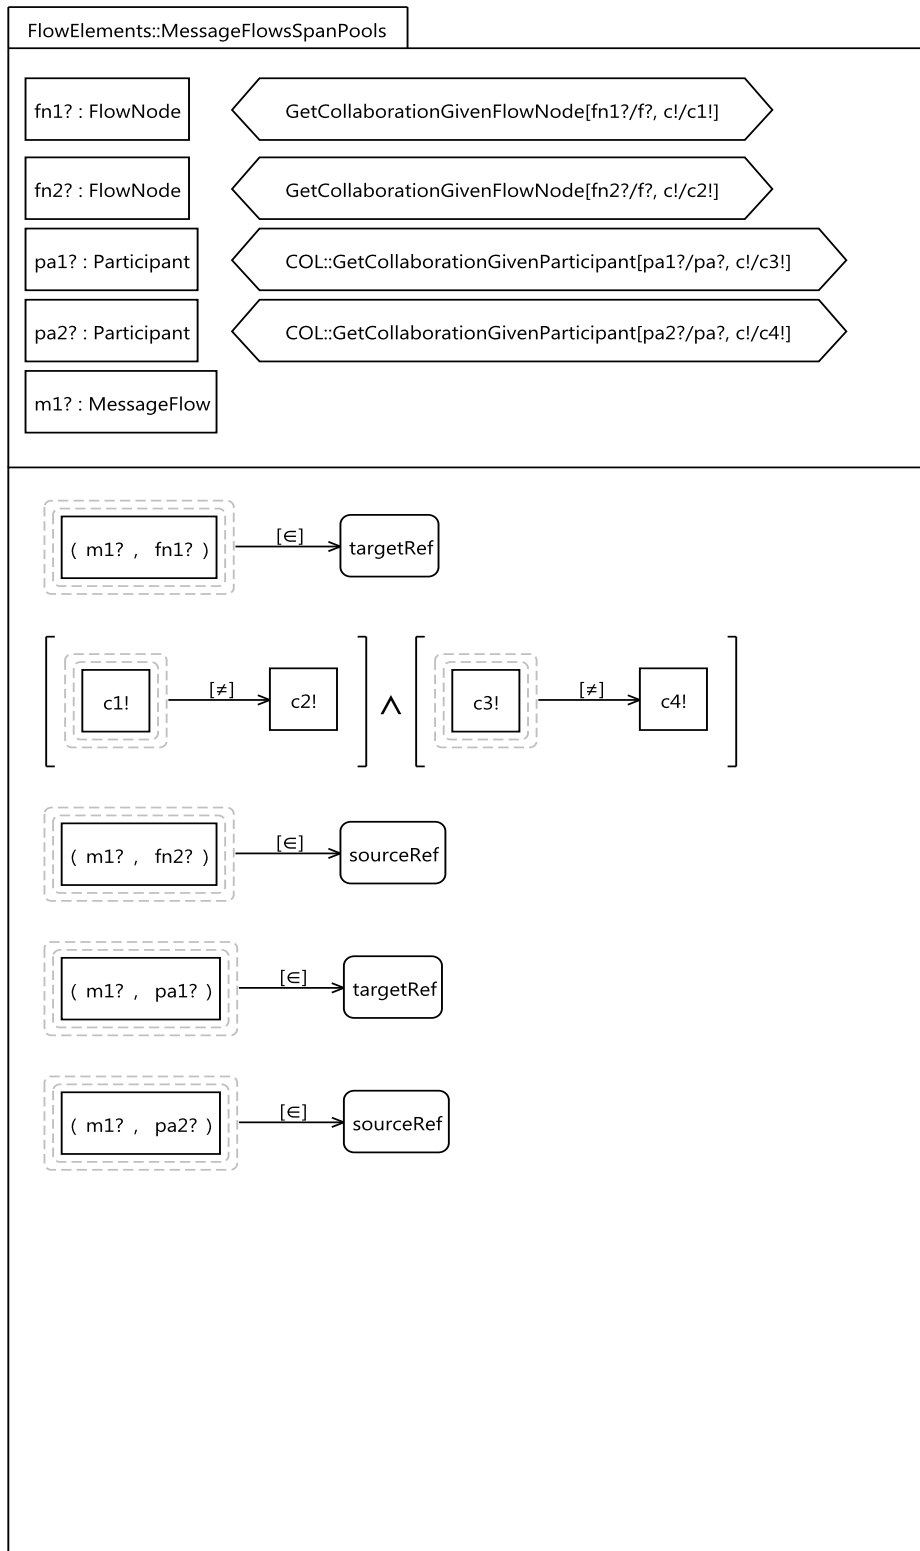 FlowElements::MessageFlowsSpanPools
fn1? : FlowNode
GetCollaborationGivenFlowNode[fn1?/f?, c!/c1!]
fn2? : FlowNode
GetCollaborationGivenFlowNode[fn2?/f?, c!/c2!]
pa1? : Participant
COL::GetCollaborationGivenParticipant[pa1?/pa?, c!/c3!]
pa2? : Participant
COL::GetCollaborationGivenParticipant[pa2?/pa?, c!/c4!]
m1? : MessageFlow
( m1? , fn1? )
[∈]
targetRef
c1!
[≠]
c2!
∧
c3!
[≠]
c4!
( m1? , fn2? )
[∈]
sourceRef
( m1? , pa1? )
[∈]
targetRef
( m1? , pa2? )
[∈]
sourceRef